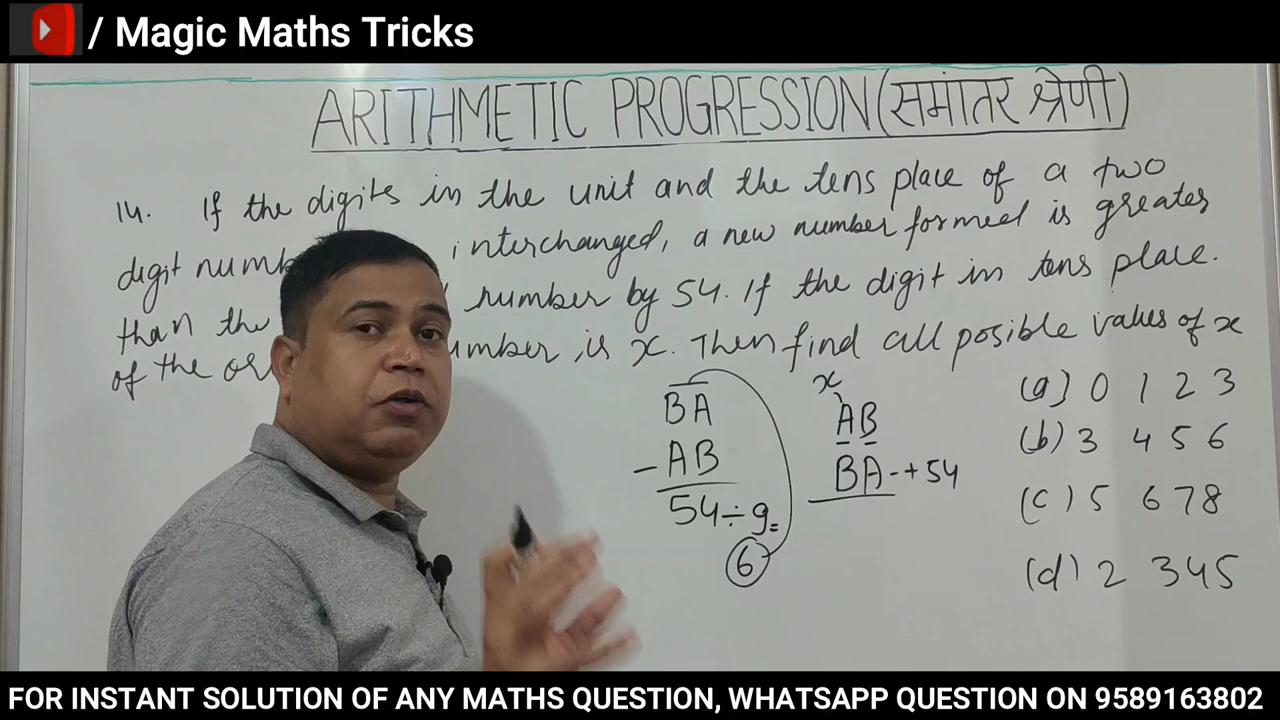 / Magic Maths Tricks
ARITHMETIC PROGRESSION (समांतर श्रेणी)
14. If the digits in the unit and the tens place of a two
digit numb interchanged, a new number formed is greater
than the number by 54. If the digit in tens place.
of the or umber is x. Then find all posible values of x
BA
-AB
54÷9=
6
x
AB
BA-+54
(a) 0 1 2 3
(b) 3 4 5 6
(c) 5 6 7 8
(d) 2 3 4 5
FOR INSTANT SOLUTION OF ANY MATHS QUESTION, WHATSAPP QUESTION ON 9589163802